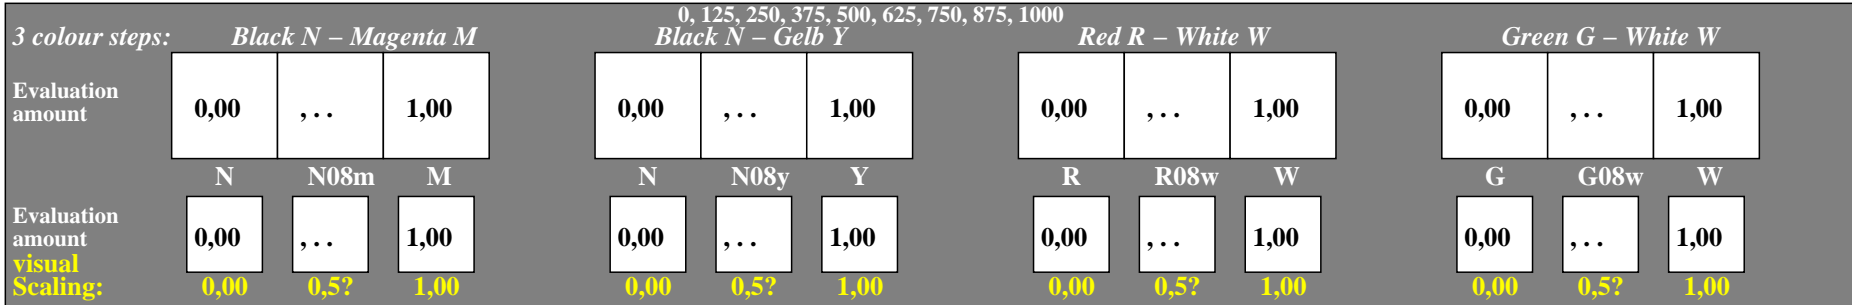 0, 125, 250, 375, 500, 625, 750, 875, 1000
3 colour steps: Black N – Magenta M Black N – Gelb Y Red R – White W Green G – White W
Evaluation
amount
0,00 , . . 1,00 0,00 , . . 1,00 0,00 , . . 1,00 0,00 , . . 1,00
N N08m M N N08y Y R R08w W G G08w W
Evaluation
amount
0,00 , . . 1,00 0,00 , . . 1,00 0,00 , . . 1,00 0,00 , . . 1,00
visual
Scaling: 0,00 0,5? 1,00 0,00 0,5? 1,00 0,00 0,5? 1,00 0,00 0,5? 1,00